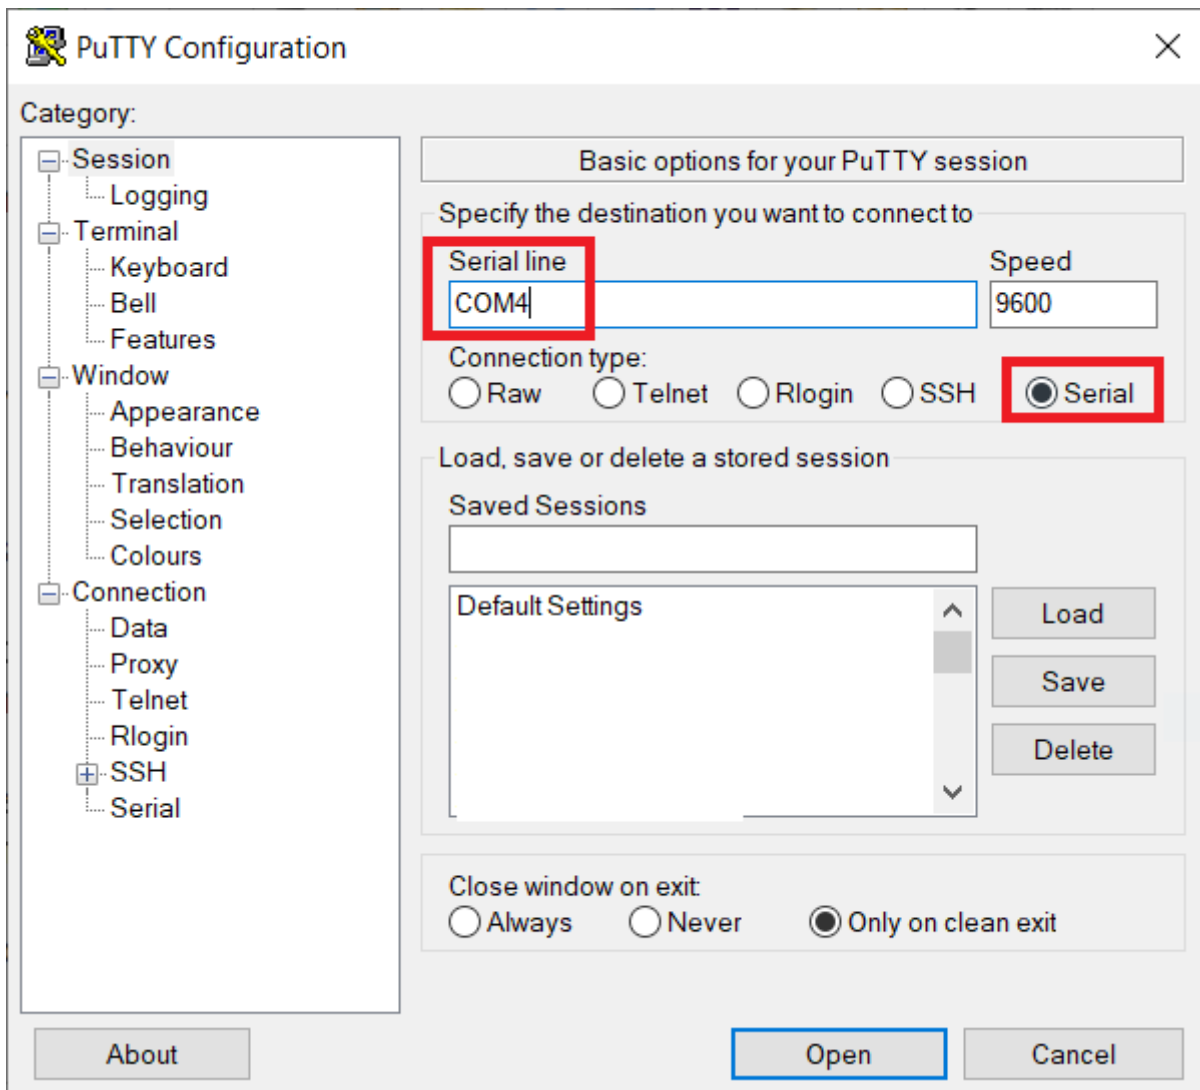 PuTTY Configuration
Category:
Session
Logging
Terminal
Keyboard
Bell
Features
Window
Appearance
Behaviour
Translation
Selection
Colours
Connection
Data
Proxy
Telnet
Rlogin
SSH
Serial
Basic options for your PuTTY session
Specify the destination you want to connect to
Serial line Speed
COM4 9600
Connection type:
Raw Telnet Rlogin SSH Serial
Load, save or delete a stored session
Saved Sessions
Default Settings
Load
Save
Delete
Close window on exit:
Always Never Only on clean exit
About Open Cancel